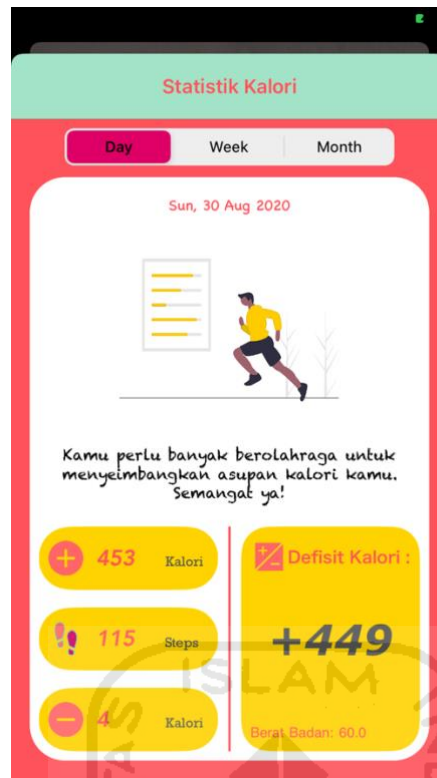 Statistik Kalori
Day Week Month
Sun, 30 Aug 2020
Kamu perlu banyak berolahraga untuk
menyeimbangkan asupan kalori kamu.
Semangat ya!
453 Kalori
115 Steps
4 Kalori
Defisit Kalori :
+449
Berat Badan: 60.0
ISLAM